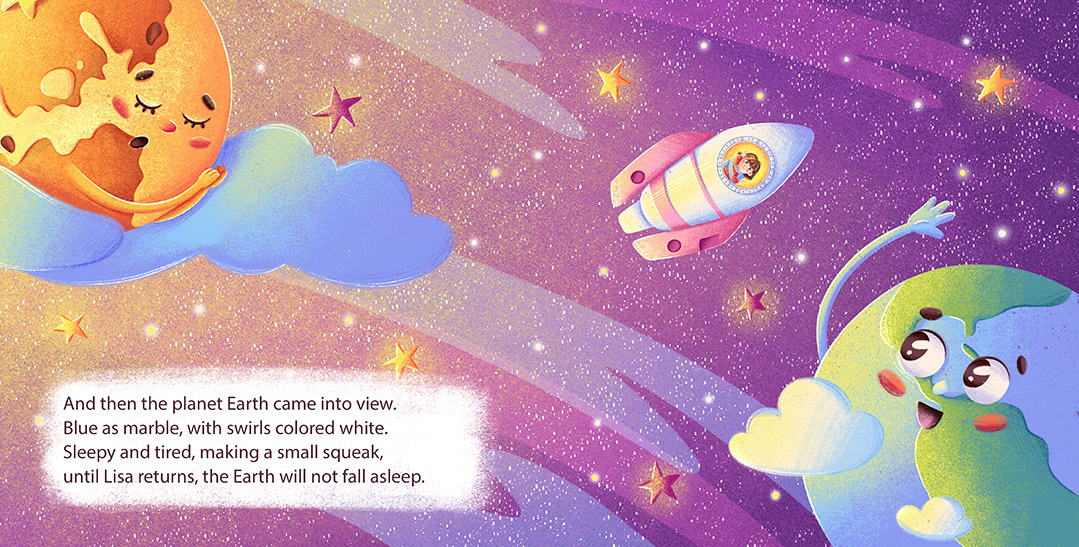 And then the planet Earth came into view.
Blue as marble, with swirls colored white.
Sleepy and tired, making a small squeak,
until Lisa returns, the Earth will not fall asleep.